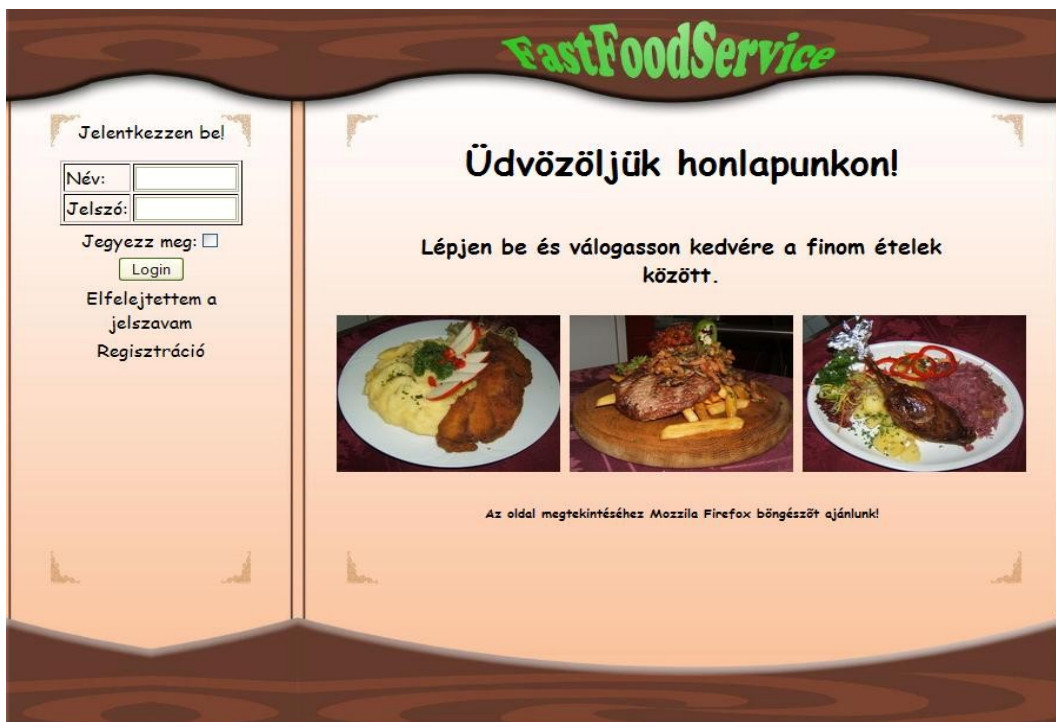 FastFoodService
Jelentkezzen be!
Név:
Jelszó:
Jegyezz meg:
Login
Elfelejtettem a
jelszavam
Regisztráció
Üdvözöljük honlapunkon!
Lépjen be és válogasson kedvére a finom ételek
között.
Az oldal megtekintéséhez Mozzila Firefox böngészõt ajánlunk!